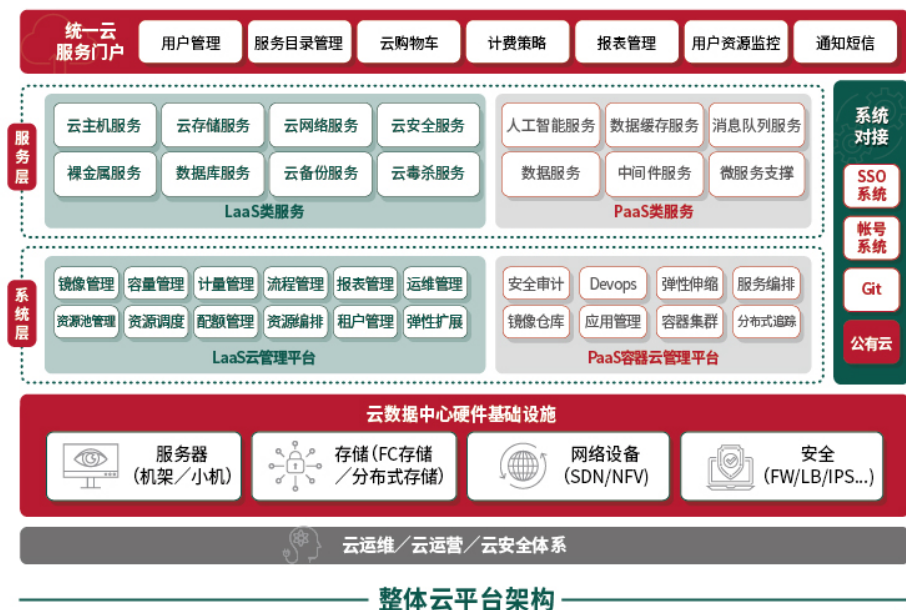 统一云
服务门户
用户管理
服务目录管理
云购物车
计费策略
报表管理
用户资源监控
通知短信
服务层
云主机服务
云存储服务
云网络服务
云安全服务
裸金属服务
数据库服务
云备份服务
云毒杀服务
LaaS类服务
人工智能服务
数据缓存服务
消息队列服务
数据服务
中间件服务
微服务支撑
PaaS类服务
系统层
镜像管理
容量管理
计量管理
流程管理
报表管理
运维管理
资源池管理
资源调度
配额管理
资源编排
租户管理
弹性扩展
LaaS云管理平台
安全审计
Devops
弹性伸缩
服务编排
镜像仓库
应用管理
容器集群
分布式追踪
PaaS容器云管理平台
系统
对接
SSO
系统
帐号
系统
Git
公有云
云数据中心硬件基础设施
服务器
（机架／小机）
存储（FC存储
／分布式存储）
网络设备
（SDN/NFV）
安全
（FW/LB/IPS...）
云运维／云运营／云安全体系
整体云平台架构